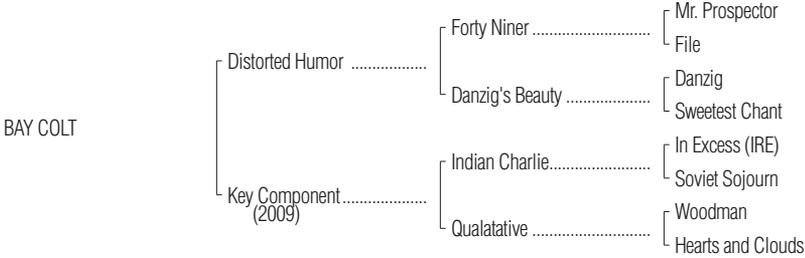 Mr. Prospector
Forty Niner ............................
File
Distorted Humor ..................
Danzig
Danzig's Beauty ....................
Sweetest Chant
BAY COLT
In Excess (IRE)
Indian Charlie........................
Soviet Sojourn
Key Component....................
(2009)
Woodman
Qualatative ............................
Hearts and Clouds